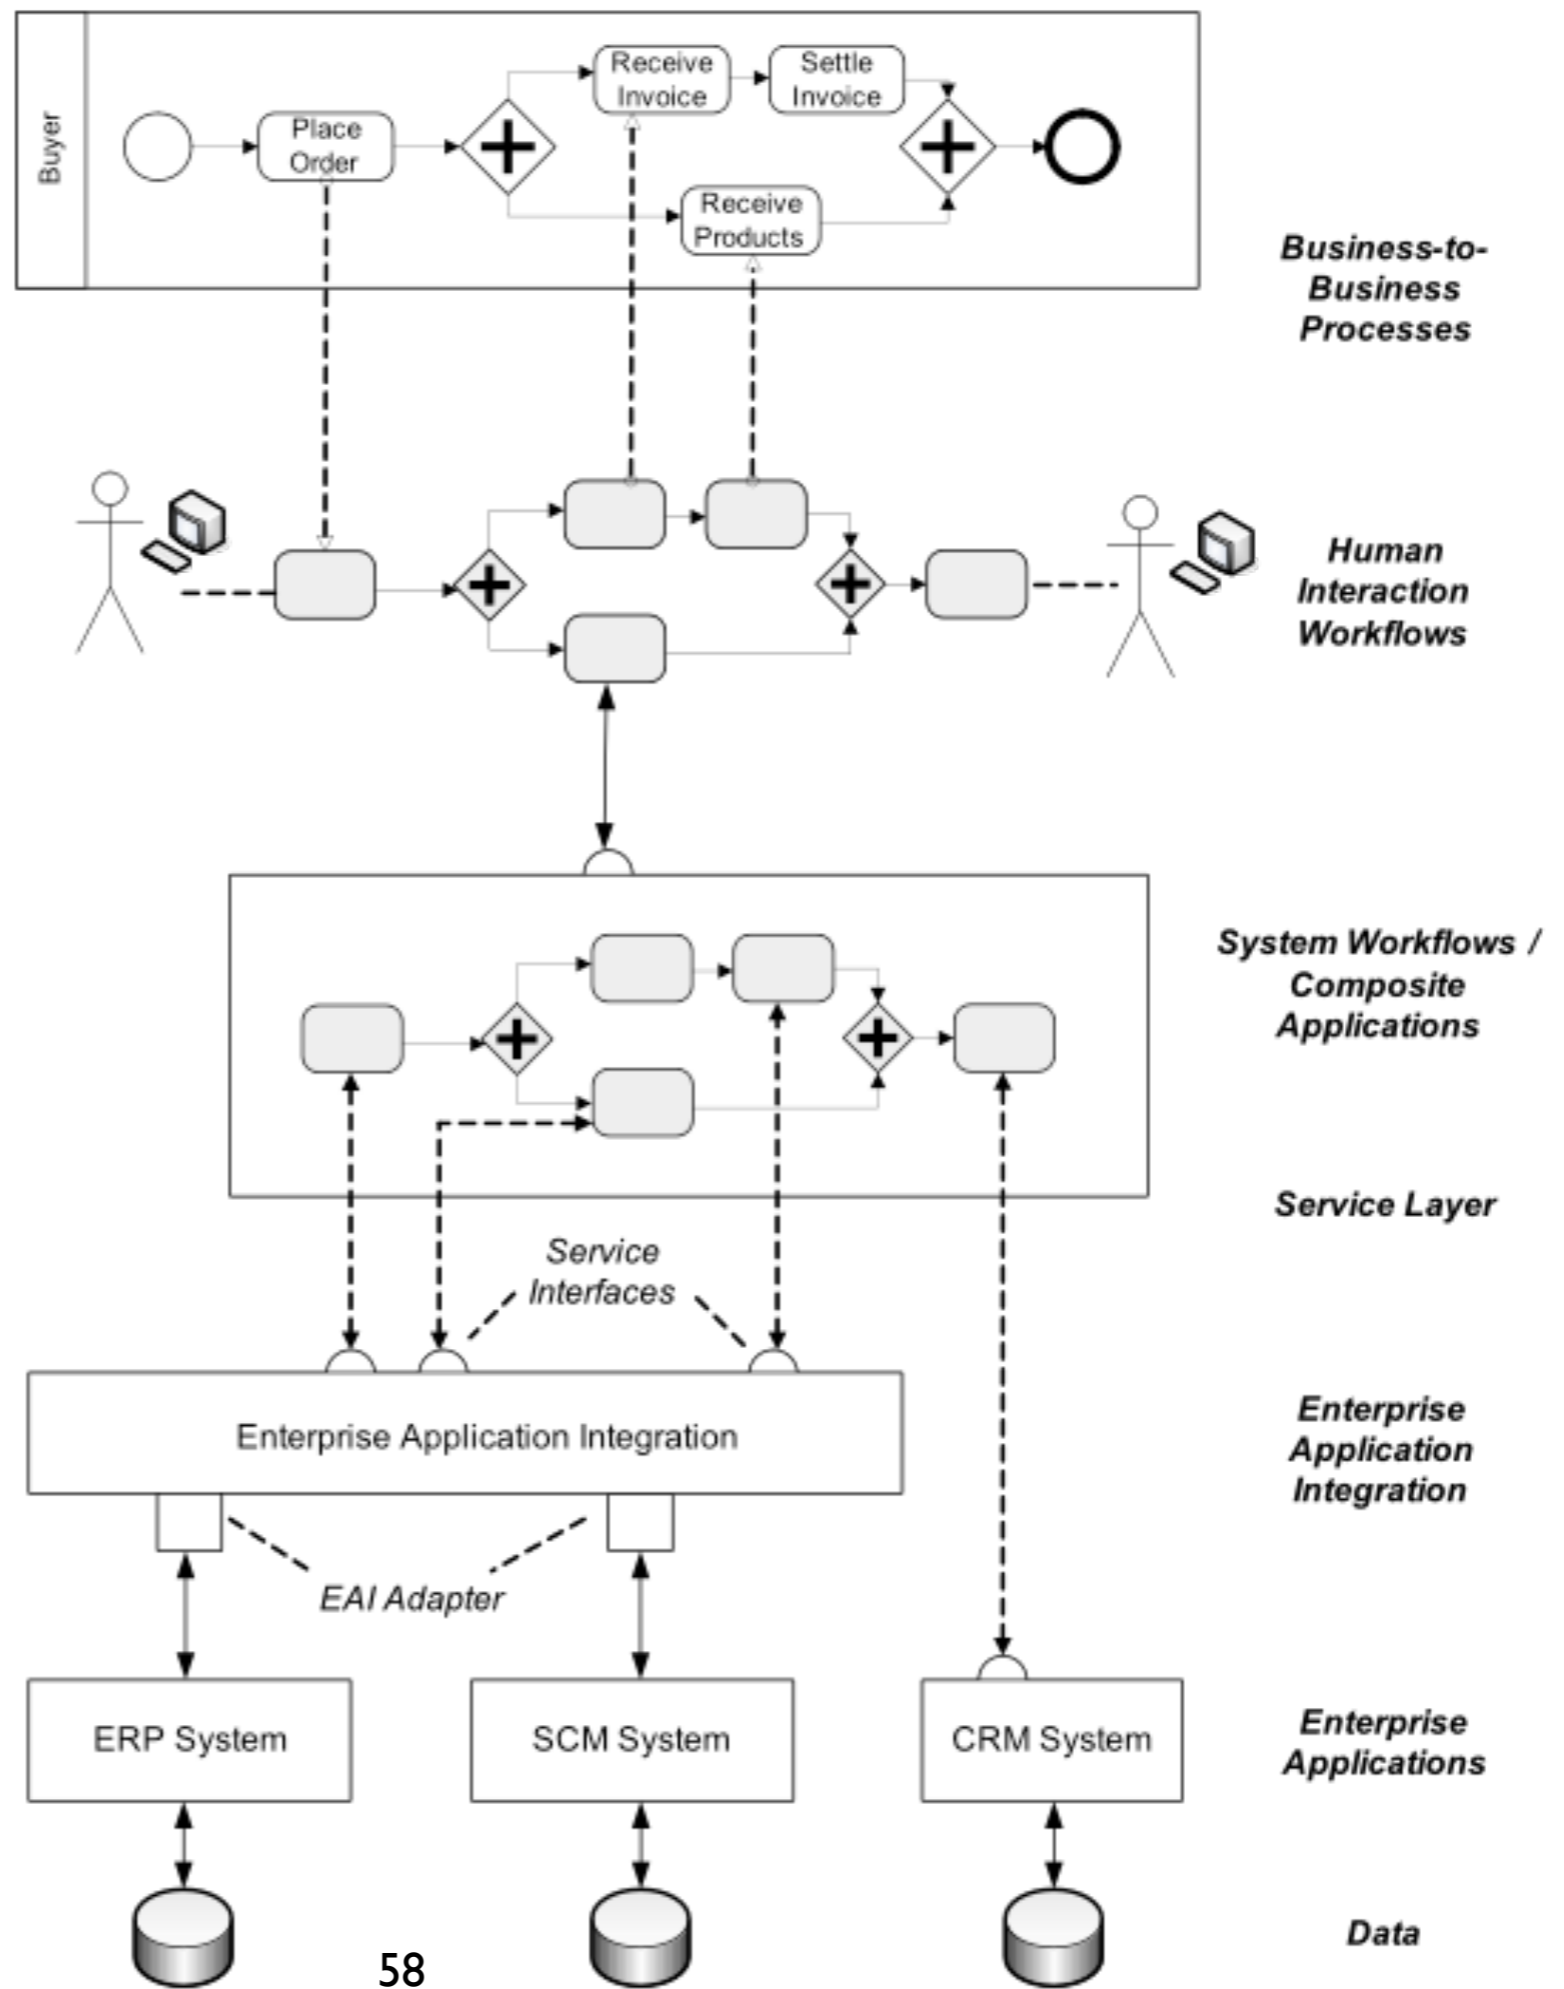 Buyer
Place
Order
Receive
Invoice
Settle
Invoice
Receive
Products
Business-to-
Business
Processes
Human
Interaction
Workflows
System Workflows /
Composite
Applications
Service Layer
Service
Interfaces
Enterprise Application Integration
Enterprise
Application
Integration
EAI Adapter
ERP System
SCM System
CRM System
Enterprise
Applications
Data
58